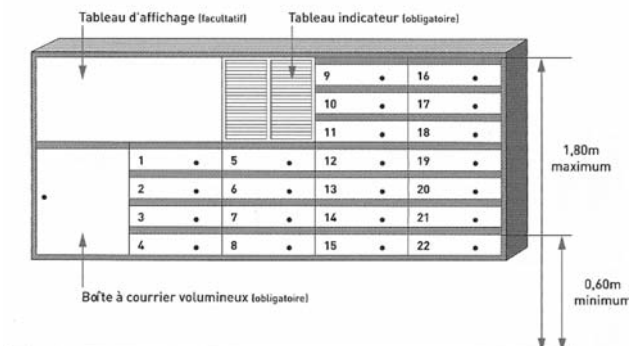 Tableau d'affichage (facultatif)
Tableau indicateur (obligatoire)
9 16
10 17
11 18
1 5 12 19
2 6 13 20
3 7 14 21
4 8 15 22
1,80m
maximum
0,60m
minimum
Boîte à courrier volumineux (obligatoire)